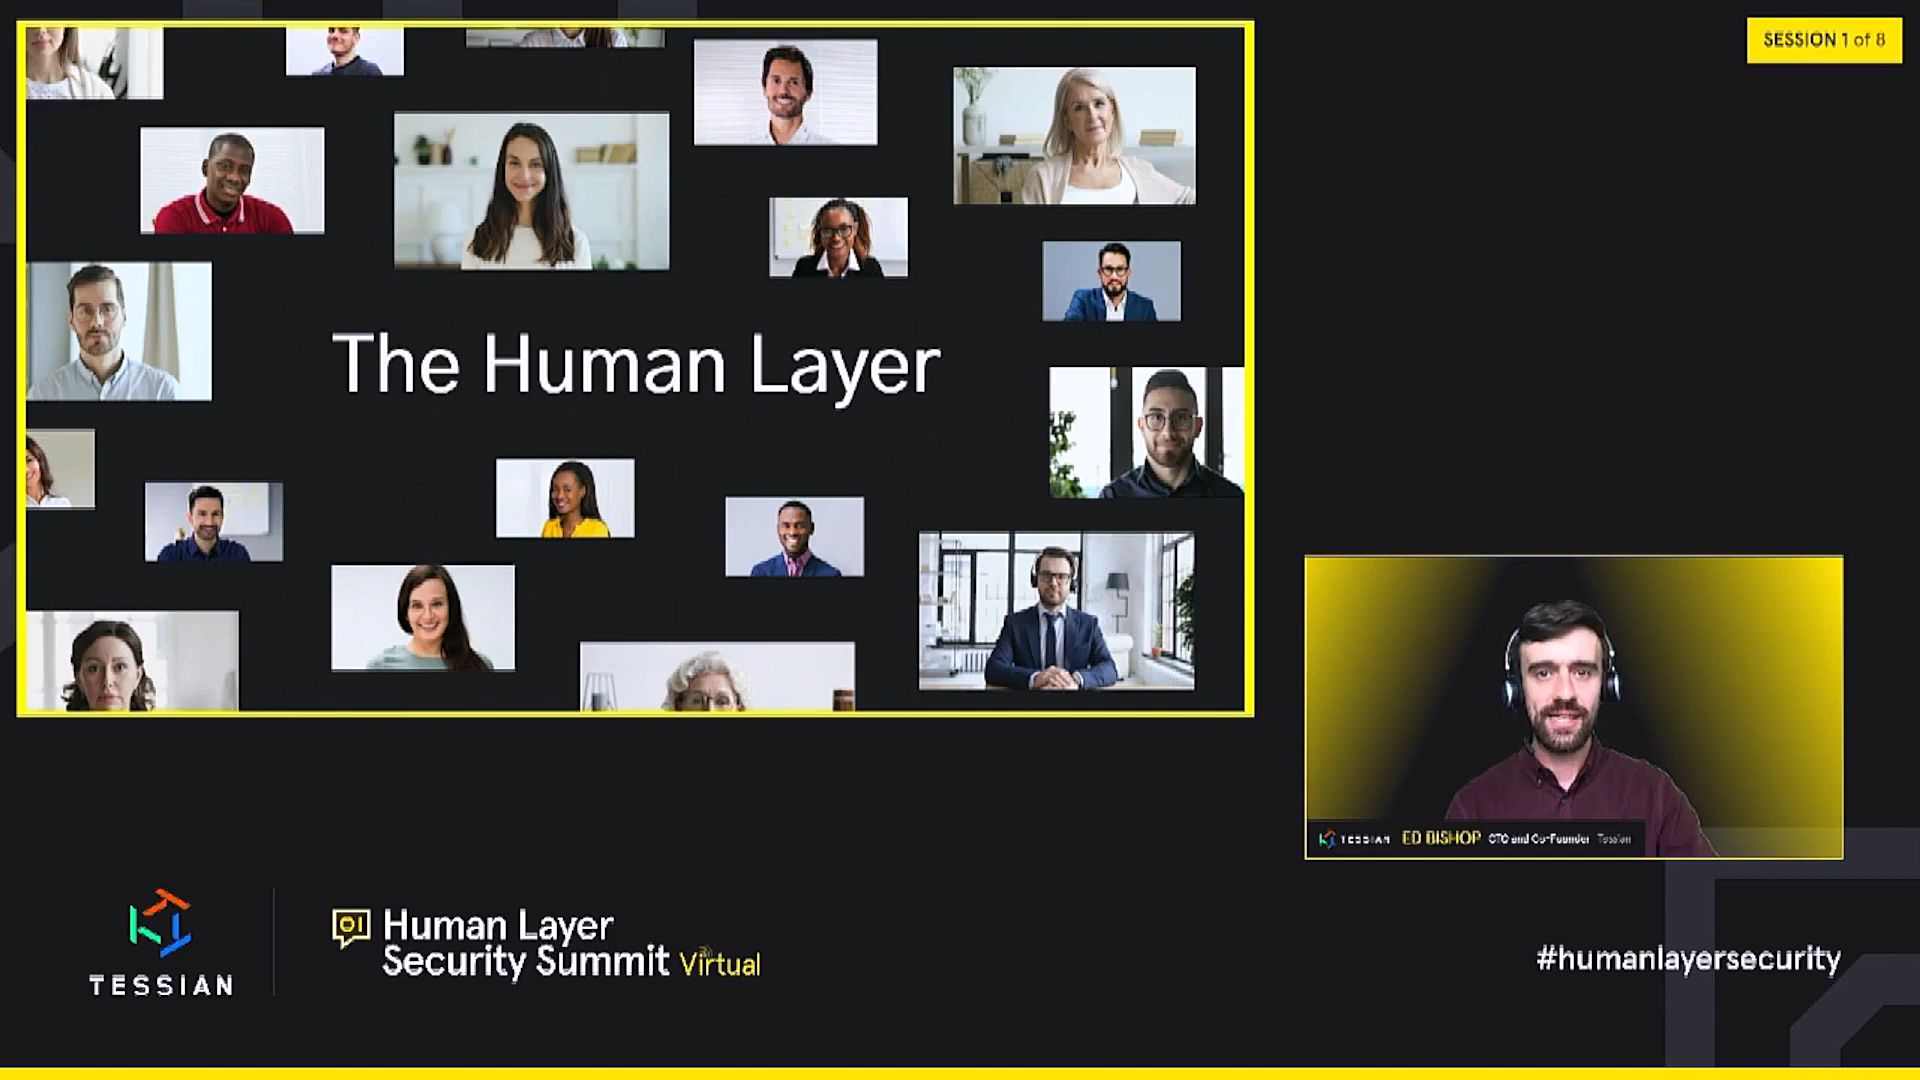 SESSION 1 of 8
The Human Layer
TESSIAN ED BISHOP CTO and Co-Founder Tessian
TESSIAN
Human Layer
Security Summit Virtual
#humanlayersecurity